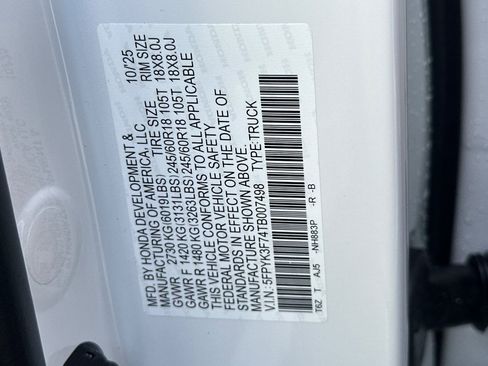 MFD. BY HONDA DEVELOPMENT &
MANUFACTURING OF AMERICA, LLC 10/'25
TIRE SIZE RIM SIZE
GVWR 2730 KG(6019LBS)
GAWR F 1420 KG(3131LBS) 245/60R18 105T 18X8.0J
GAWR R 1480 KG(3263LBS) 245/60R18 105T 18X8.0J
THIS VEHICLE CONFORMS TO ALL APPLICABLE
FEDERAL MOTOR VEHICLE SAFETY
STANDARDS IN EFFECT ON THE DATE OF
MANUFACTURE SHOWN ABOVE.
V.I.N.: 5FPYK3F74TB007498 TYPE:TRUCK
T6Z T AJ5 -NH883P -R -B